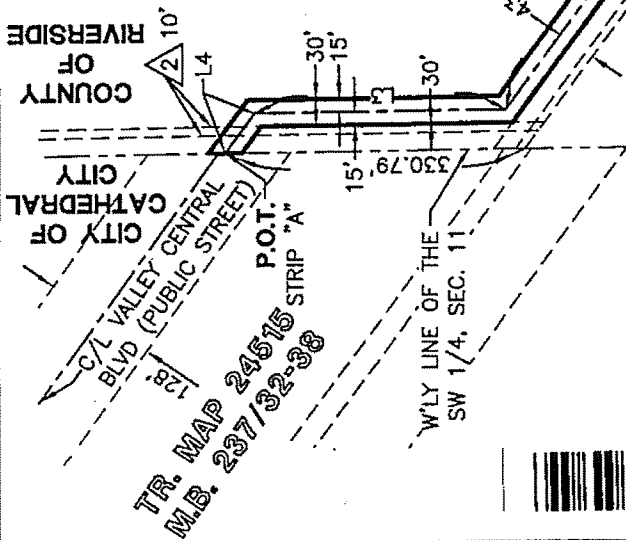 COUNTY
OF
RIVERSIDE
2
10'
L4
30'
15'
L3
15'
330.79'
30'
CITY OF
CATHEDRAL
CITY
C/L VALLEY CENTRAL
BLVD (PUBLIC STREET)
128'
P.O.T.
STRIP "A"
TR. MAP 24515
M.B. 237/32-38
W'LY LINE OF THE
SW 1/4, SEC. 11